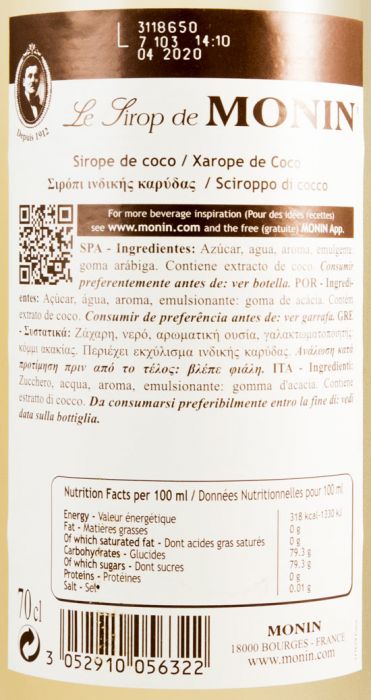 L 3118650
7 103 14:10
04 2020
Depuis 1912
Le Sirop de MONIN
Sirope de coco / Xarope de Coco
Σιρόπι ινδικής καρύδας / Sciroppo di cocco
For more beverage inspiration (Pour des idées recettes)
see www.monin.com and the free (gratuite) MONIN App.
SPA - Ingredientes: Azúcar, agua, aroma, emulgente:
goma arábiga. Contiene extracto de coco. Consumir
preferentemente antes de: ver botella. POR - Ingredi-
entes: Açúcar, água, aroma, emulsionante: goma de acácia. Contém
extrato de coco. Consumir de preferência antes de: ver garrafa. GRE
- Συστατικά: Ζάχαρη, νερό, αρωματική ουσία, γαλακτωματοποιητής:
κόμμι ακακίας. Περιέχει εκχύλισμα ινδικής καρύδας. Ανάλωση κατά
προτίμηση πριν από το τέλος: βλέπε φιάλη. ITA - Ingredienti:
Zucchero, acqua, aroma, emulsionante: gomma d'acacia. Contiene
estratto di cocco. Da consumarsi preferibilmente entro la fine di: vedi
data sulla bottiglia.
Nutrition Facts per 100 ml / Données Nutritionnelles pour 100 ml
Energy - Valeur énergétique 318 kcal-1330 kJ
Fat - Matières grasses 0 g
Of which saturated fat - Dont acides gras saturés 0 g
Carbohydrates - Glucides 79.3 g
Of which sugars - Dont sucres 79.3 g
Proteins - Protéines 0 g
Salt - Sel* 0.01 g
70 cl
3 052910 056322
MONIN
18000 BOURGES - FRANCE
www.monin.com